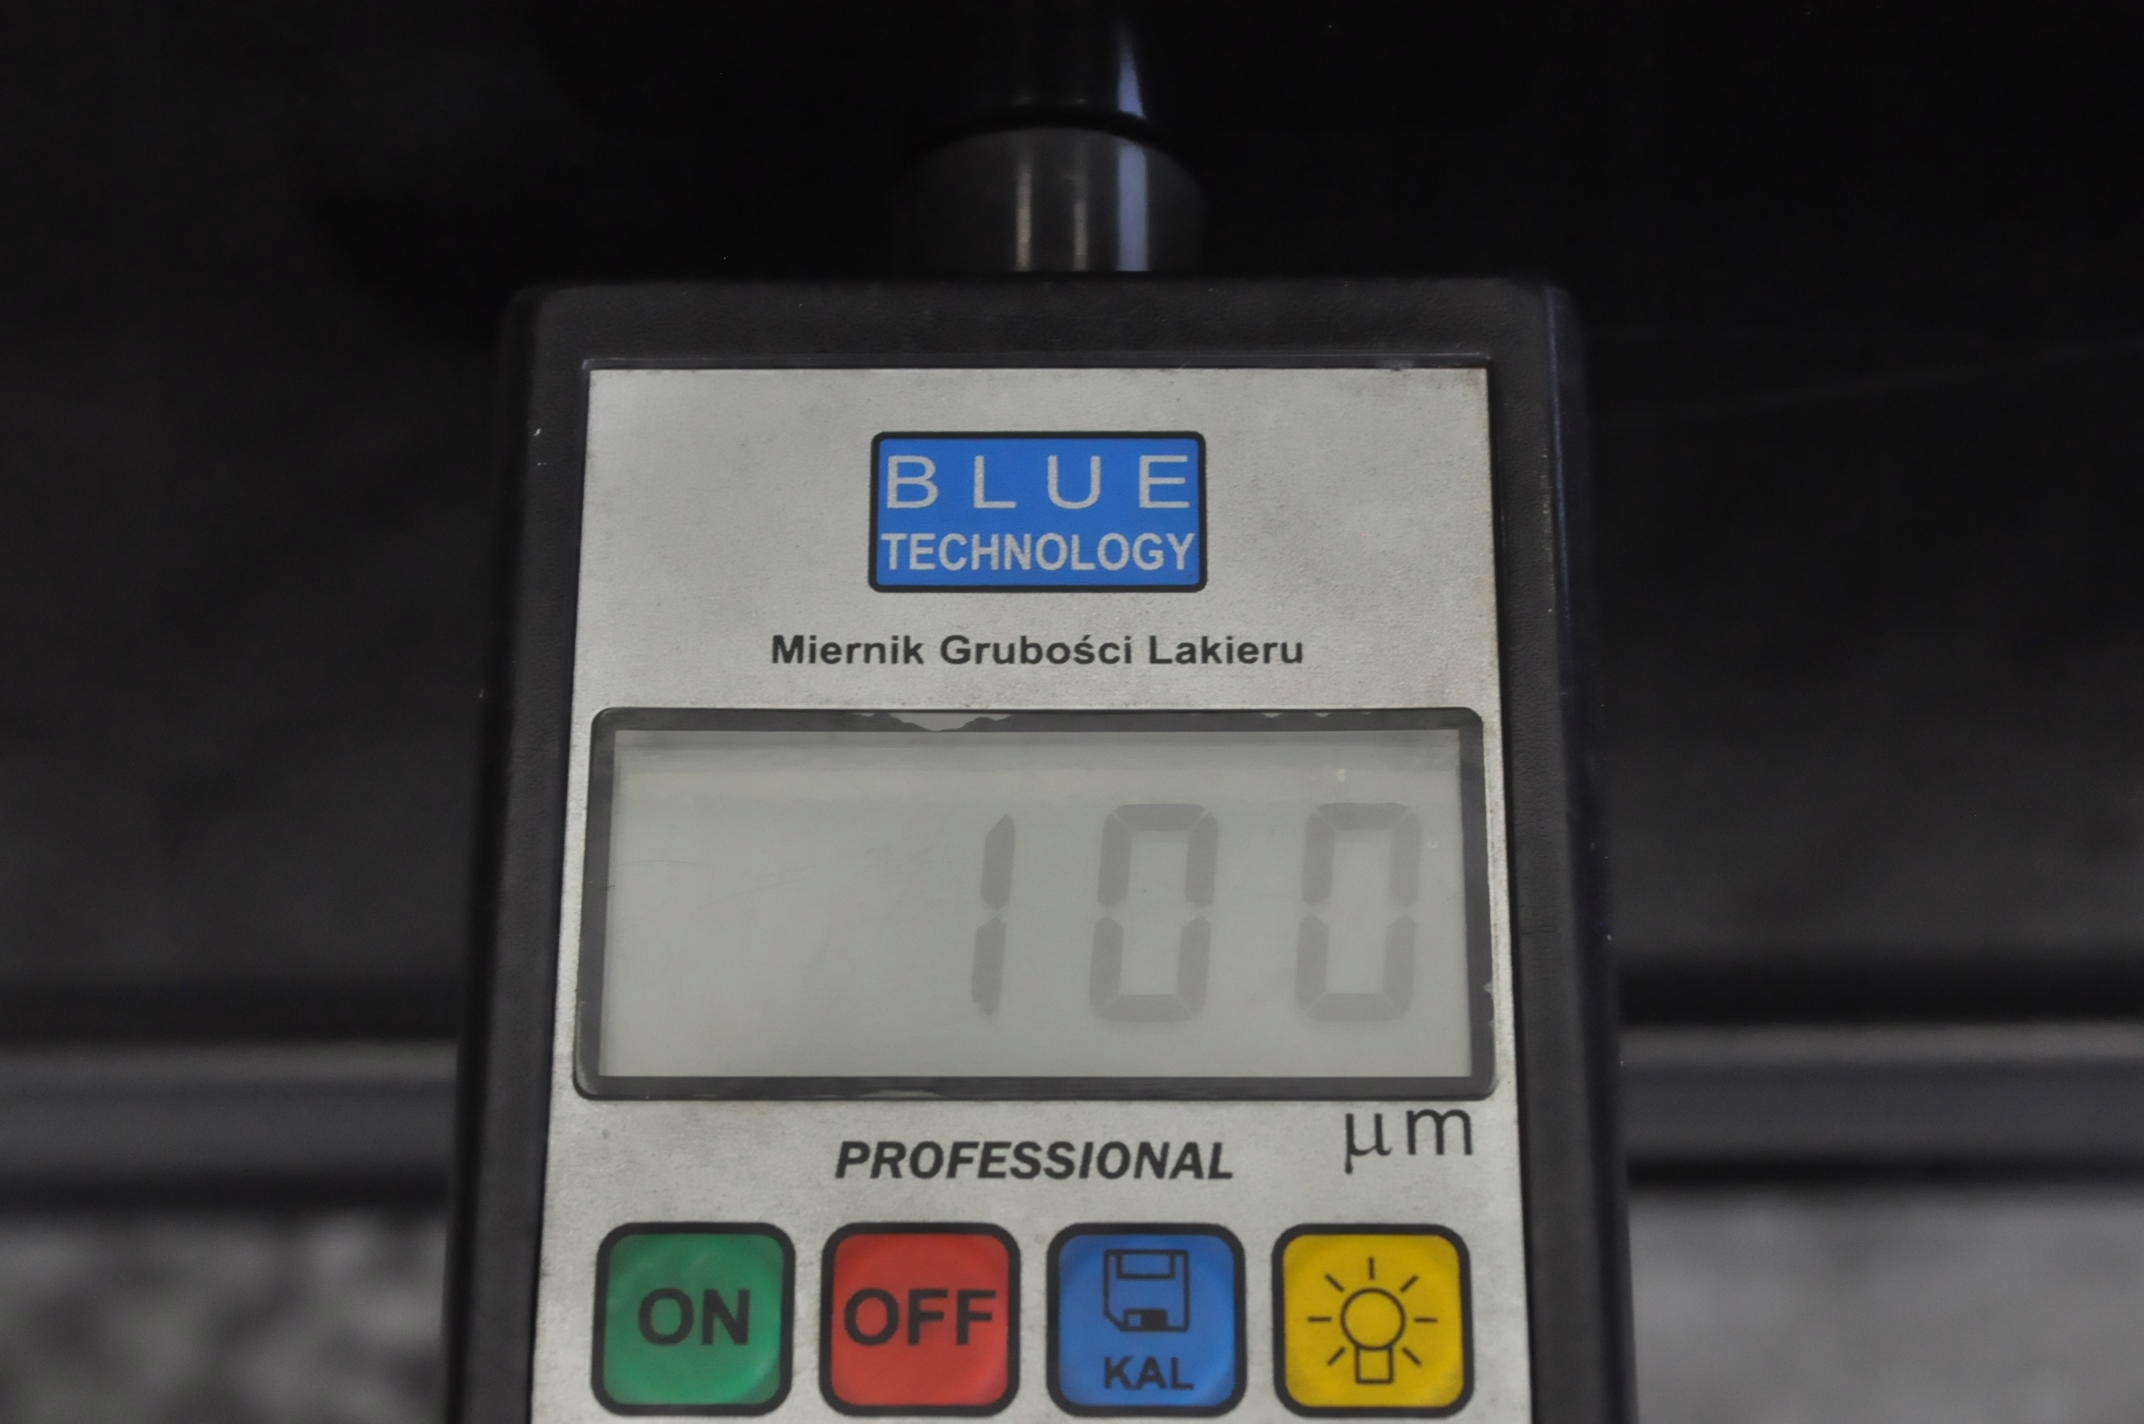 BLUE
TECHNOLOGY
Miernik Grubości Lakieru
100
µm
PROFESSIONAL
ON OFF KAL